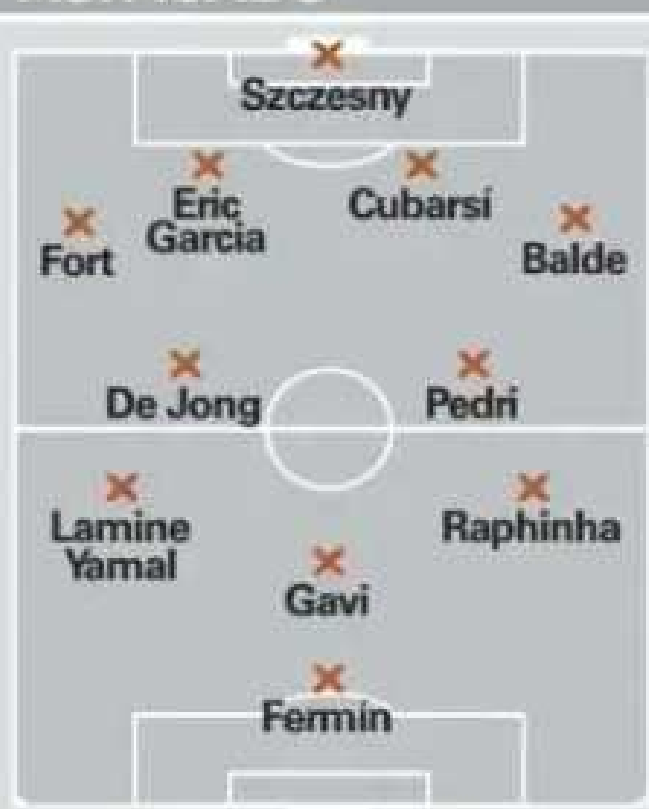 Szczesny
Eric
Garcia
Cubarsí
Fort
Balde
De Jong
Pedri
Lamine
Yamal
Raphinha
Gavi
Fermín